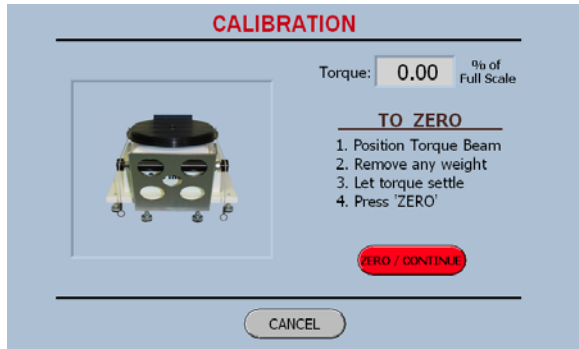 CALIBRATION
Torque: 0.00 % of Full Scale
TO ZERO
1. Position Torque Beam
2. Remove any weight
3. Let torque settle
4. Press 'ZERO'
ZERO / CONTINUE
CANCEL